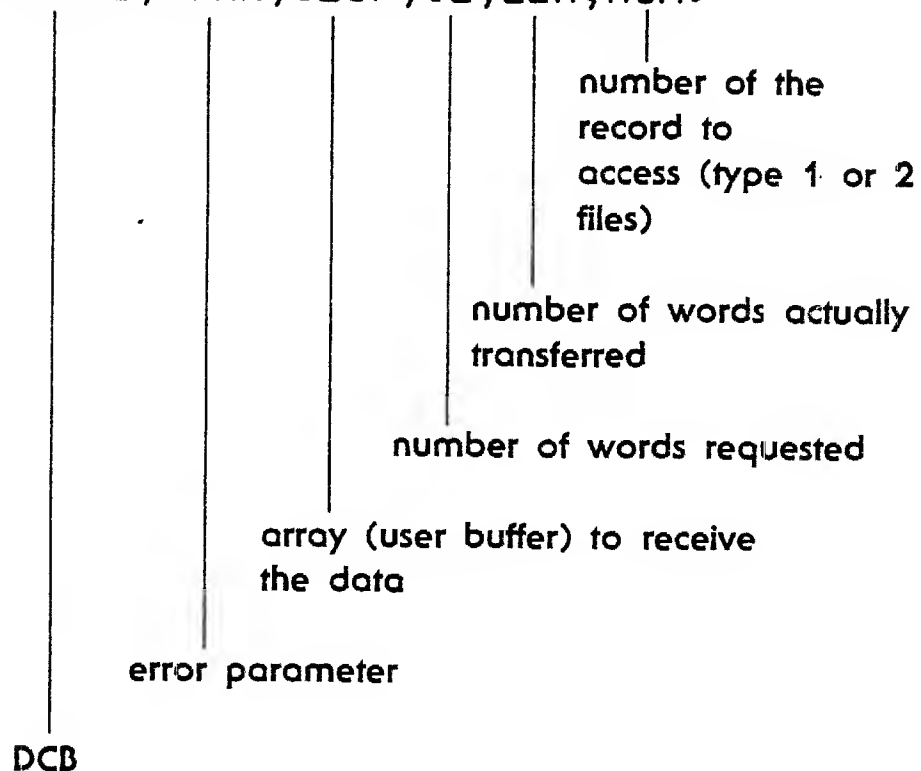 number of the
record to
access (type 1 or 2
files)
number of words actually
transferred
number of words requested
array (user buffer) to receive
the data
error parameter
DCB